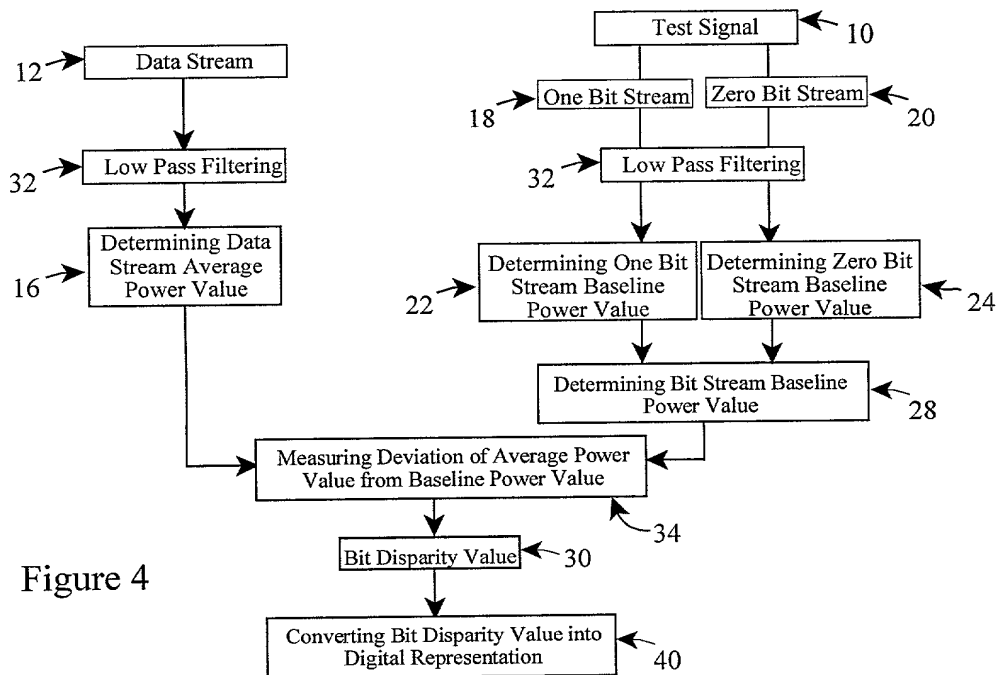 Test Signal
10
12
Data Stream
18
One Bit Stream
Zero Bit Stream
20
32
Low Pass Filtering
32
Low Pass Filtering
16
Determining Data
Stream Average
Power Value
22
Determining One Bit
Stream Baseline
Power Value
Determining Zero Bit
Stream Baseline
Power Value
24
Determining Bit Stream Baseline
Power Value
28
Measuring Deviation of Average Power
Value from Baseline Power Value
34
Bit Disparity Value
30
Figure 4
Converting Bit Disparity Value into
Digital Representation
40